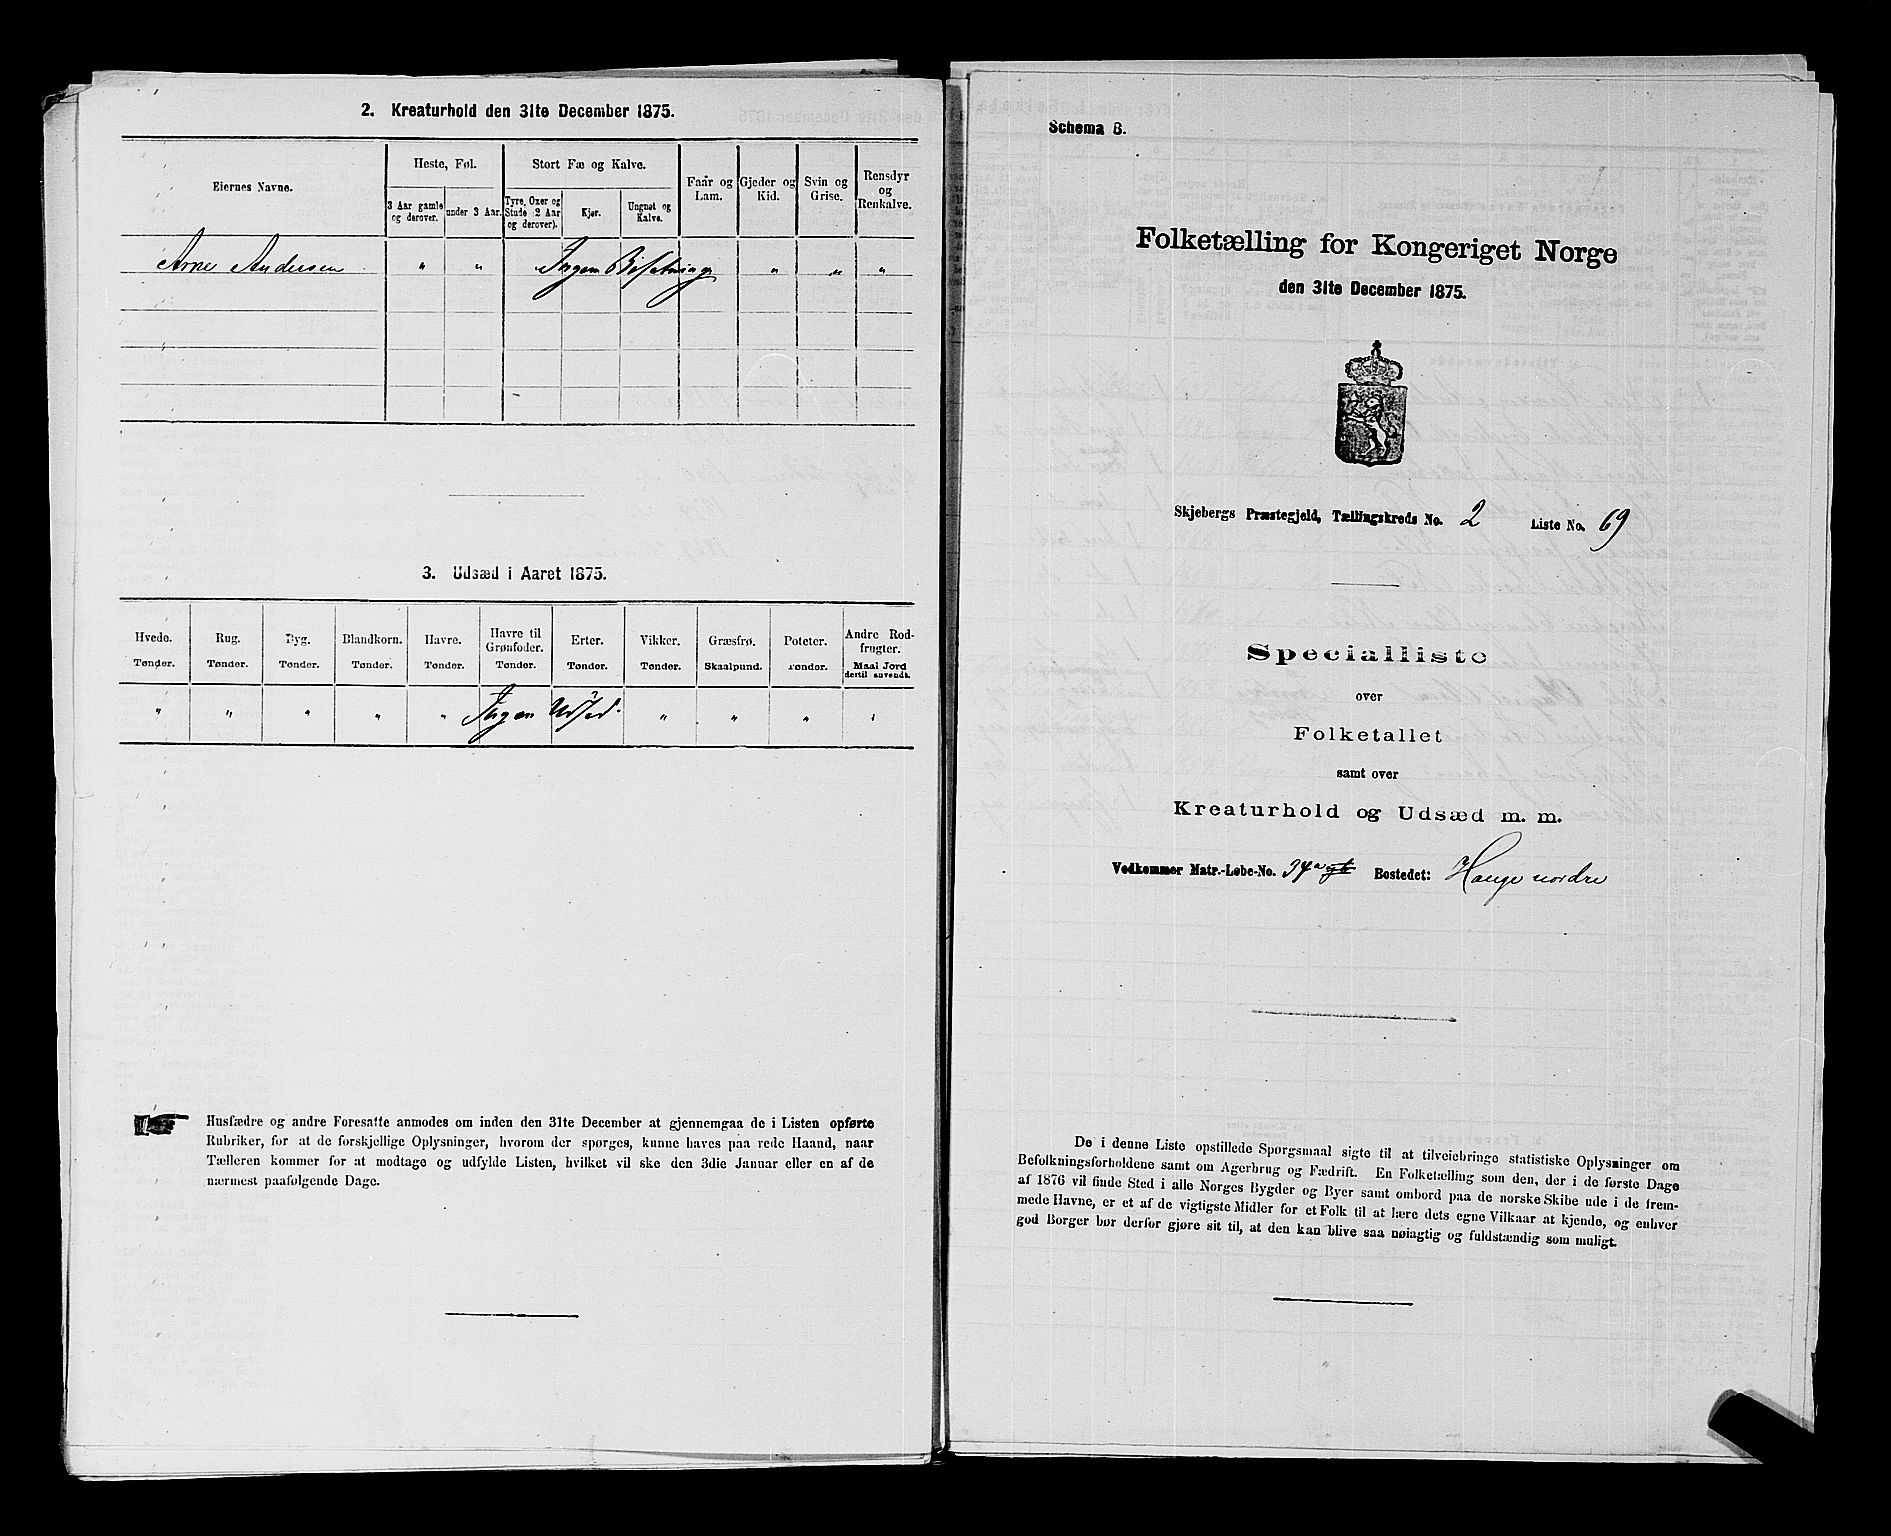 2. Kreaturhold den 31te December 1875.
Eiernes Navne.
Heste, Føl.
Stort Fæ og Kalve.
Faar og Lam.
Gjeder og Kid.
Svin og Grise.
Rensdyr og Renkalve.
3 Aar gamle og derover.
under 3 Aar.
Tyre, Oxer og Stude 2 Aar og derover).
Kjør.
Ungnøt og Kalve.
Arne Andersen " " Ingen Besætning " " "
3. Udsæd i Aaret 1875.
Hvede. Rug. Byg. Blandkorn. Havre. Havre til Grønfoder. Erter. Vikker. Græsfrø. Poteter. Andre Rodfrugter.
Tønder. Tønder. Tønder. Tønder. Tønder. Tønder. Tønder. Tønder. Skaalpund. Tønder. Maal Jord dertil anvendt.
" " " " " Ingen Udsæd. " " "
Husfædre og andre Foresatte anmodes om inden den 31te December at gjennemgaa de i Listen opførte
Rubriker, for at de forskjellige Oplysninger, hvorom der spørges, kunne haves paa rede Haand, naar
Tælleren kommer for at modtage og udfylde Listen, hvilket vil ske den 3die Januar eller en af de
nærmest paafølgende Dage.
Schema B.
Folketælling for Kongeriget Norge
den 31te December 1875.
Skjebergs Præstegjeld, Tællingskreds No. 2 Liste No. 69
Specialliste
over
Folketallet
samt over
Kreaturhold og Udsæd m. m.
Vedkommer Matr.-Løbe-No. 34a Bostedet: Hauge nordre
De i denne Liste opstillede Spørgsmaal sigte til at tilveiebringe statistiske Oplysninger om
Befolkningsforholdene samt om Agerbrug og Fædrift. En Folketælling som den, der i de første Dage
af 1876 vil finde Sted i alle Norges Bygder og Byer samt ombord paa de norske Skibe ude i de frem-
mede Havne, er et af de vigtigste Midler for et Folk til at lære dets egne Vilkaar at kjende, og enhver
god Borger bør derfor gjøre sit til, at den kan blive saa nøiagtig og fuldstændig som muligt.